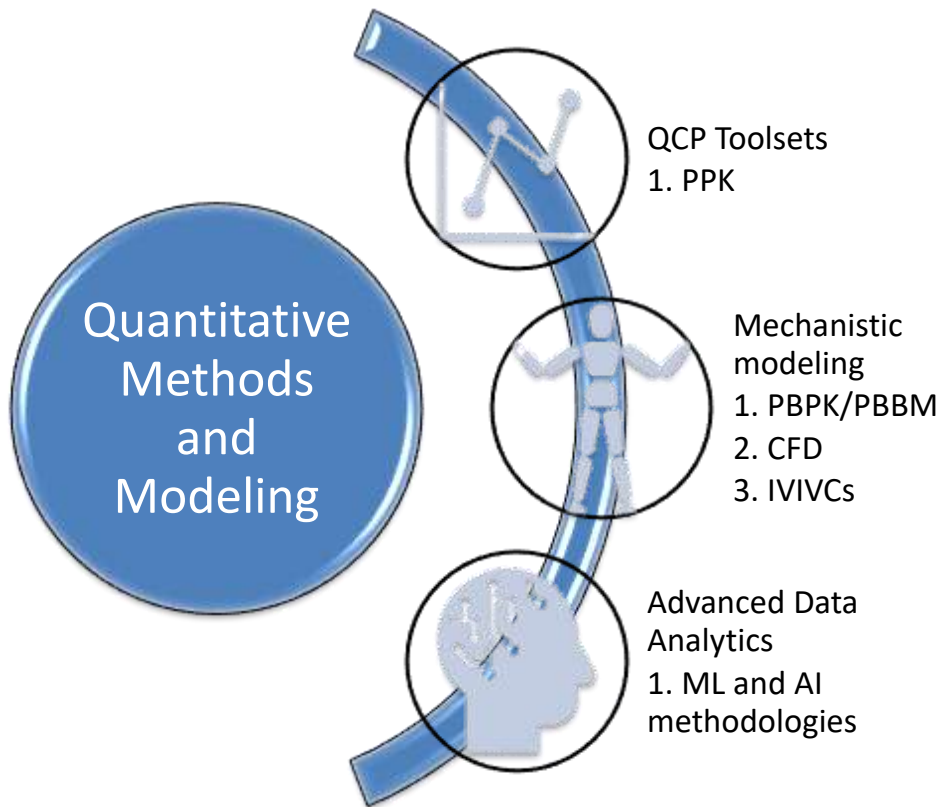 Quantitative
Methods
and
Modeling
QCP Toolsets
1. PPK
Mechanistic
modeling
1. PBPK/PBBM
2. CFD
3. IVIVCs
Advanced Data
Analytics
1. ML and AI
methodologies